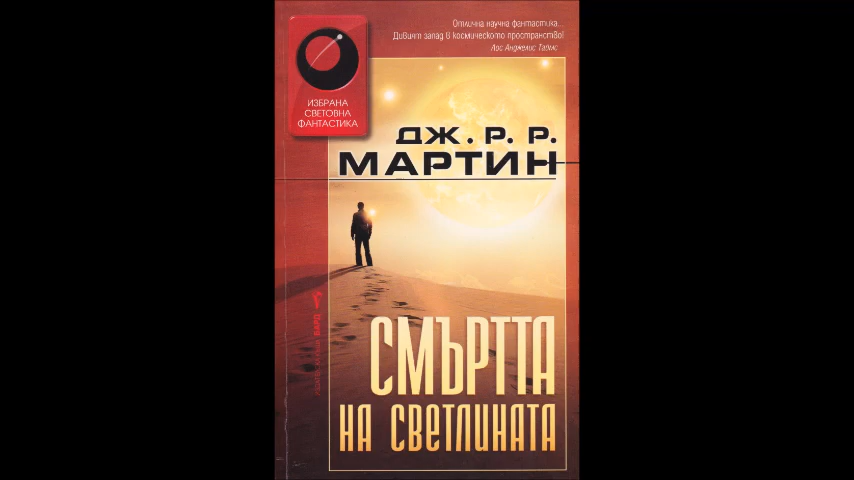 Отлична научна фантастика...
Дивият запад в космическото пространство!
Лос Анджелис Таймс
ИЗБРАНА
СВЕТОВНА
ФАНТАСТИКА
ДЖ. Р. Р.
МАРТИН
СМЪРТТА
НА СВЕТЛИНАТА